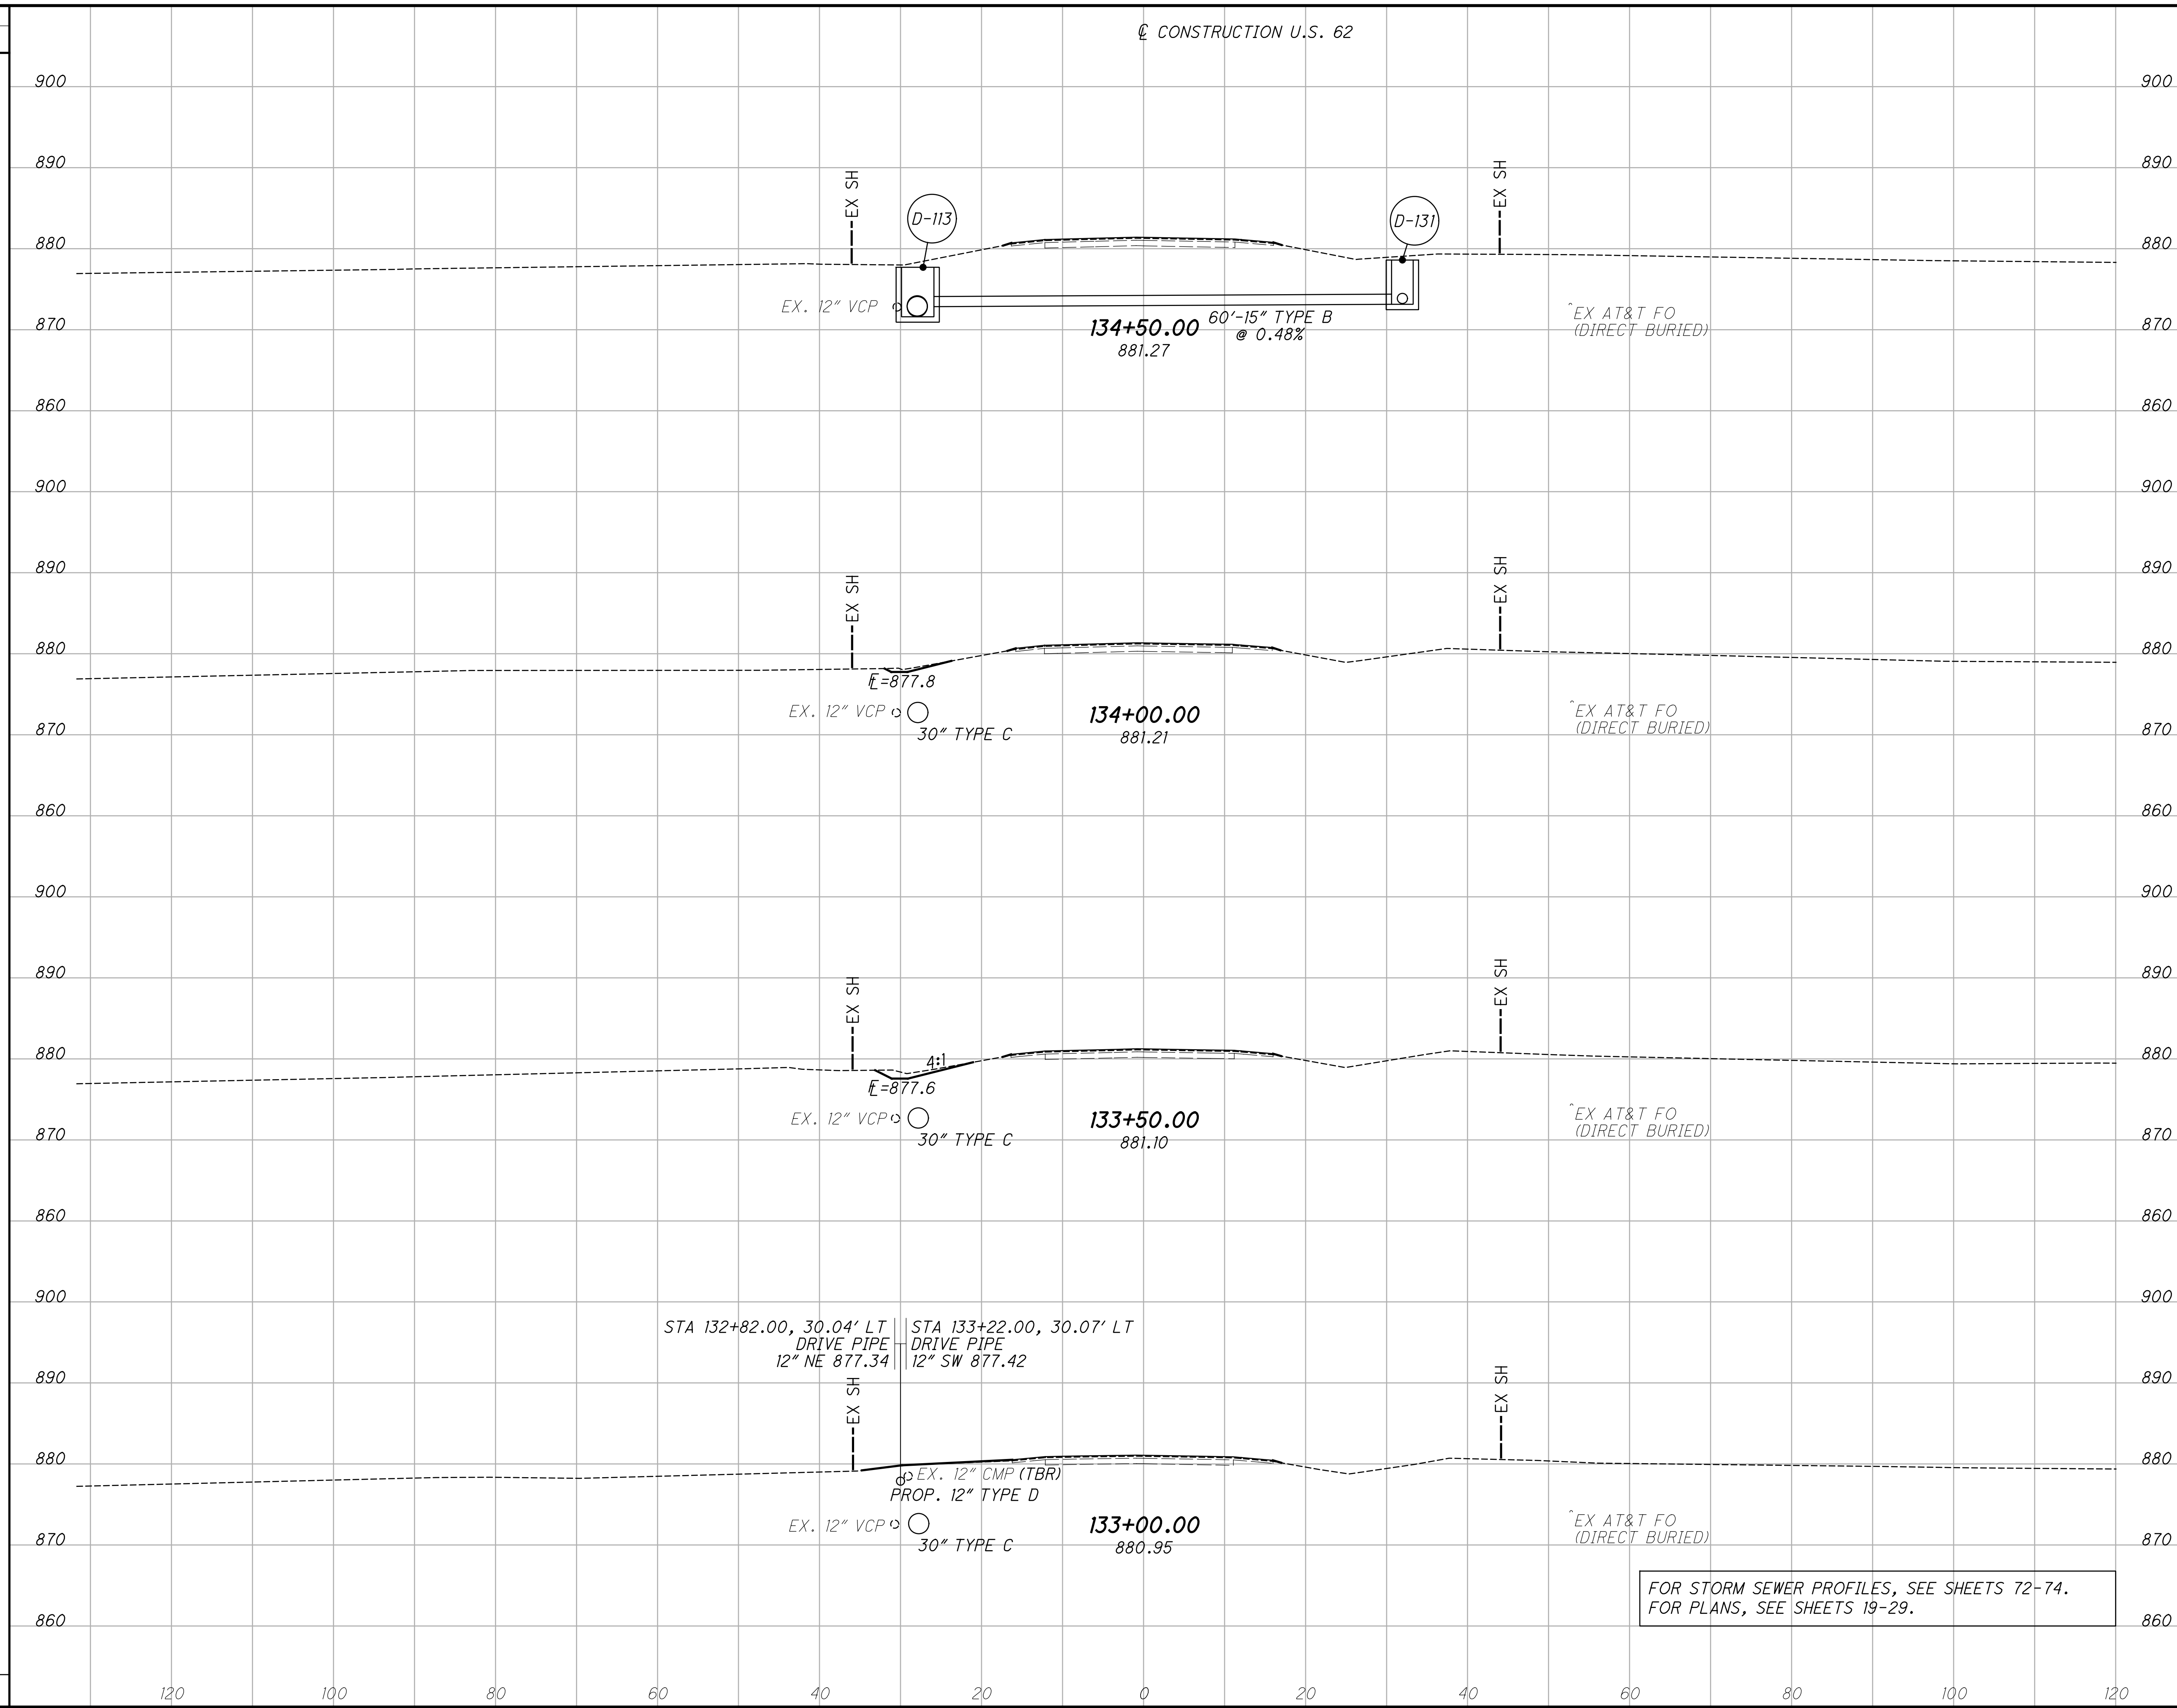 ℄ CONSTRUCTION U.S. 62
900 900
890 890
EX SH
EX SH
D-113
D-131
880 880
EX. 12" VCP
60'-15" TYPE B
@ 0.48%
134+50.00
881.27
^EX AT&T FO
(DIRECT BURIED)
870 870
860 860
900 900
890 890
EX SH
EX SH
880 880
FL=877.8
EX. 12" VCP
30" TYPE C
134+00.00
881.21
^EX AT&T FO
(DIRECT BURIED)
870 870
860 860
900 900
890 890
EX SH
EX SH
880 880
4:1
FL=877.6
EX. 12" VCP
30" TYPE C
133+50.00
881.10
^EX AT&T FO
(DIRECT BURIED)
870 870
860 860
900 900
STA 132+82.00, 30.04' LT
DRIVE PIPE
12" NE 877.34
STA 133+22.00, 30.07' LT
DRIVE PIPE
12" SW 877.42
890 890
EX SH
EX SH
880 880
EX. 12" CMP (TBR)
PROP. 12" TYPE D
EX. 12" VCP
30" TYPE C
133+00.00
880.95
^EX AT&T FO
(DIRECT BURIED)
870 870
FOR STORM SEWER PROFILES, SEE SHEETS 72-74.
FOR PLANS, SEE SHEETS 19-29.
860 860
120 100 80 60 40 20 0 20 40 60 80 100 120